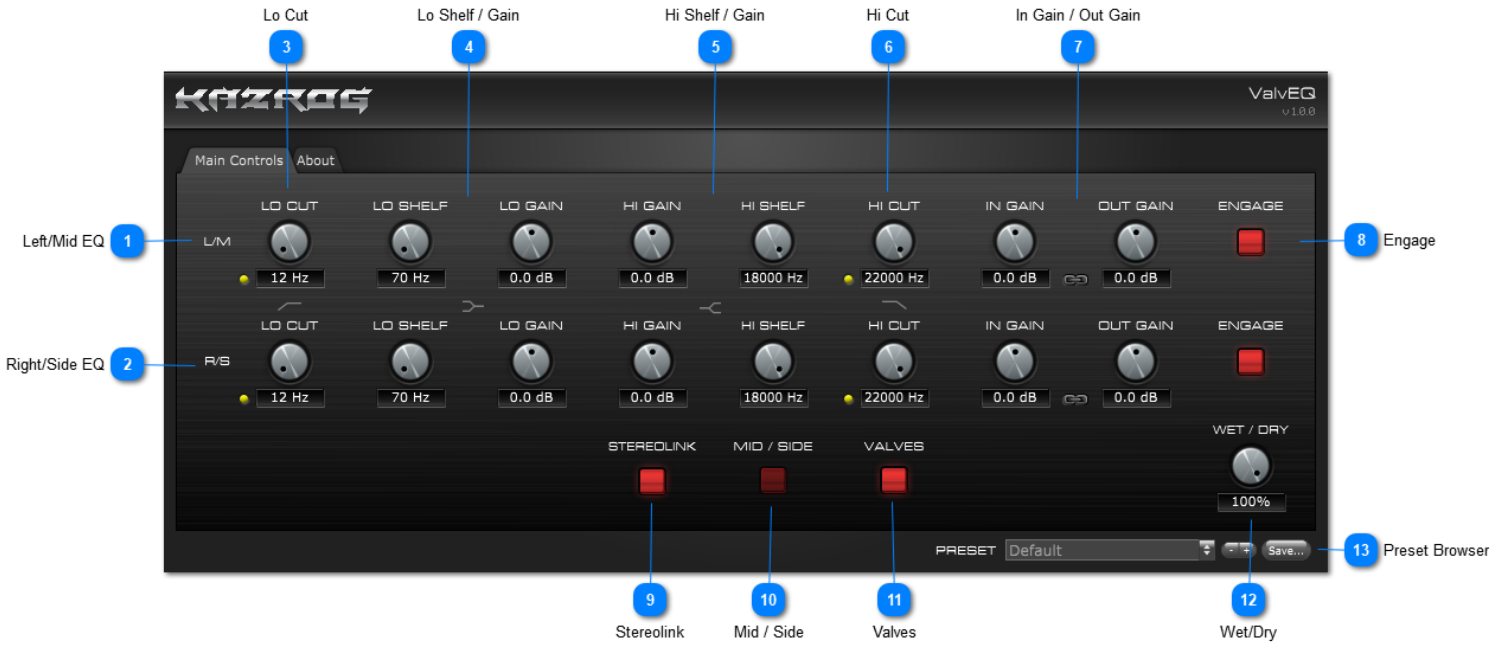 Lo Cut
Lo Shelf / Gain
Hi Shelf / Gain
Hi Cut
In Gain / Out Gain
3
4
5
6
7
KAZROG
ValvEQ
v 1.0.0
Main Controls
About
LO CUT
LO SHELF
LO GAIN
HI GAIN
HI SHELF
HI CUT
IN GAIN
OUT GAIN
ENGAGE
Left/Mid EQ
1
L/M
8
Engage
12 Hz
70 Hz
0.0 dB
0.0 dB
18000 Hz
22000 Hz
0.0 dB
0.0 dB
LO CUT
LO SHELF
LO GAIN
HI GAIN
HI SHELF
HI CUT
IN GAIN
OUT GAIN
ENGAGE
Right/Side EQ
2
R/S
12 Hz
70 Hz
0.0 dB
0.0 dB
18000 Hz
22000 Hz
0.0 dB
0.0 dB
WET / DRY
STEREOLINK
MID / SIDE
VALVES
100%
PRESET
Default
- +
Save...
13
Preset Browser
9
10
11
12
Stereolink
Mid / Side
Valves
Wet/Dry